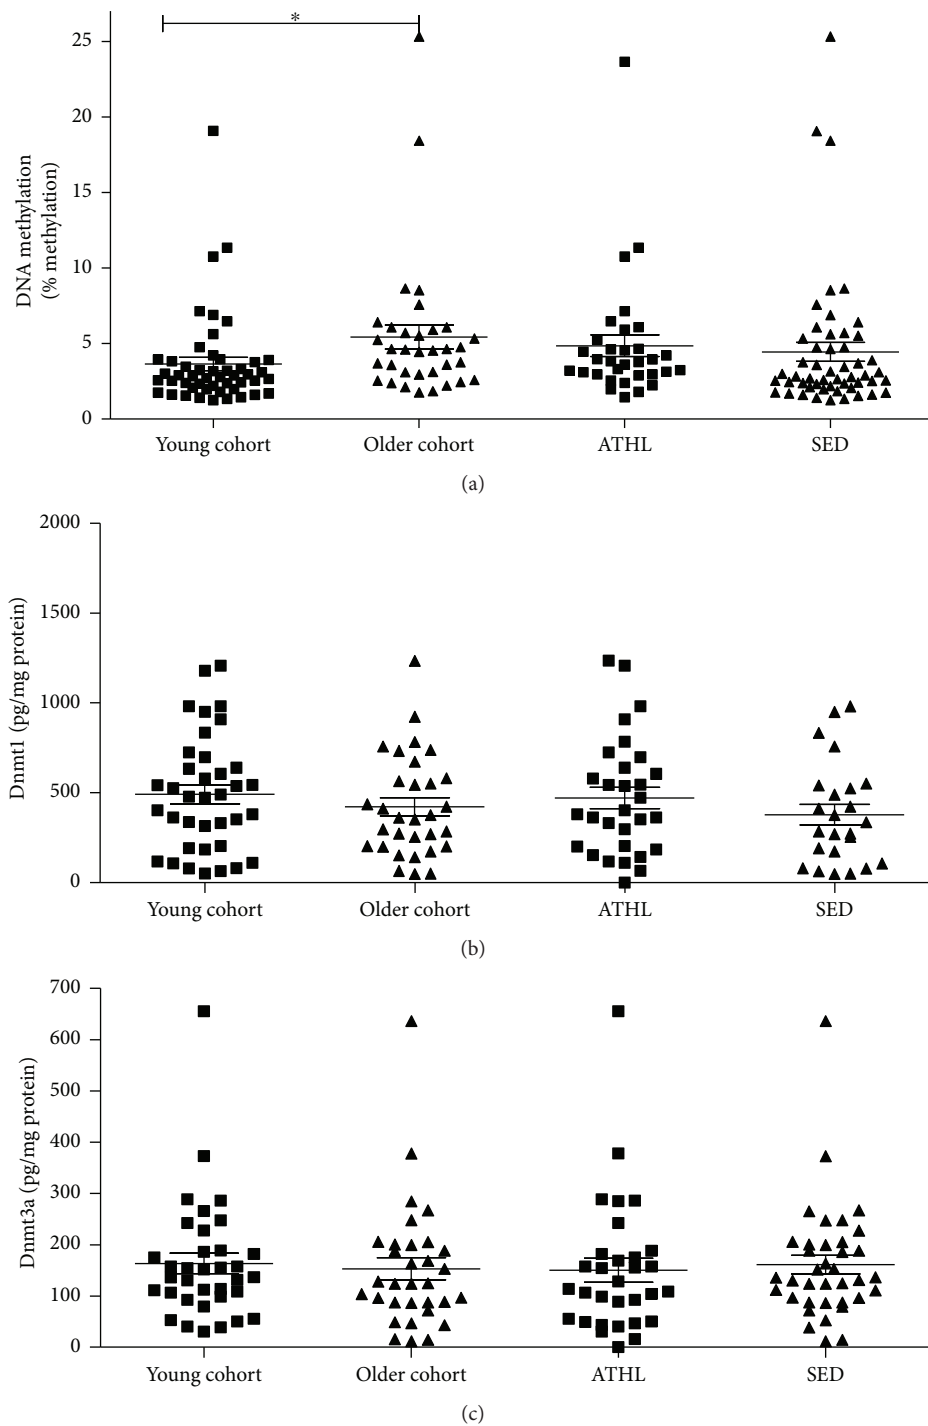 *
25
20
15
10
5
0
DNA methylation
(% methylation)
Young cohort
Older cohort
ATHL
SED
(a)
2000
1500
1000
500
0
Dnmt1 (pg/mg protein)
Young cohort
Older cohort
ATHL
SED
(b)
700
600
500
400
300
200
100
0
Dnmt3a (pg/mg protein)
Young cohort
Older cohort
ATHL
SED
(c)